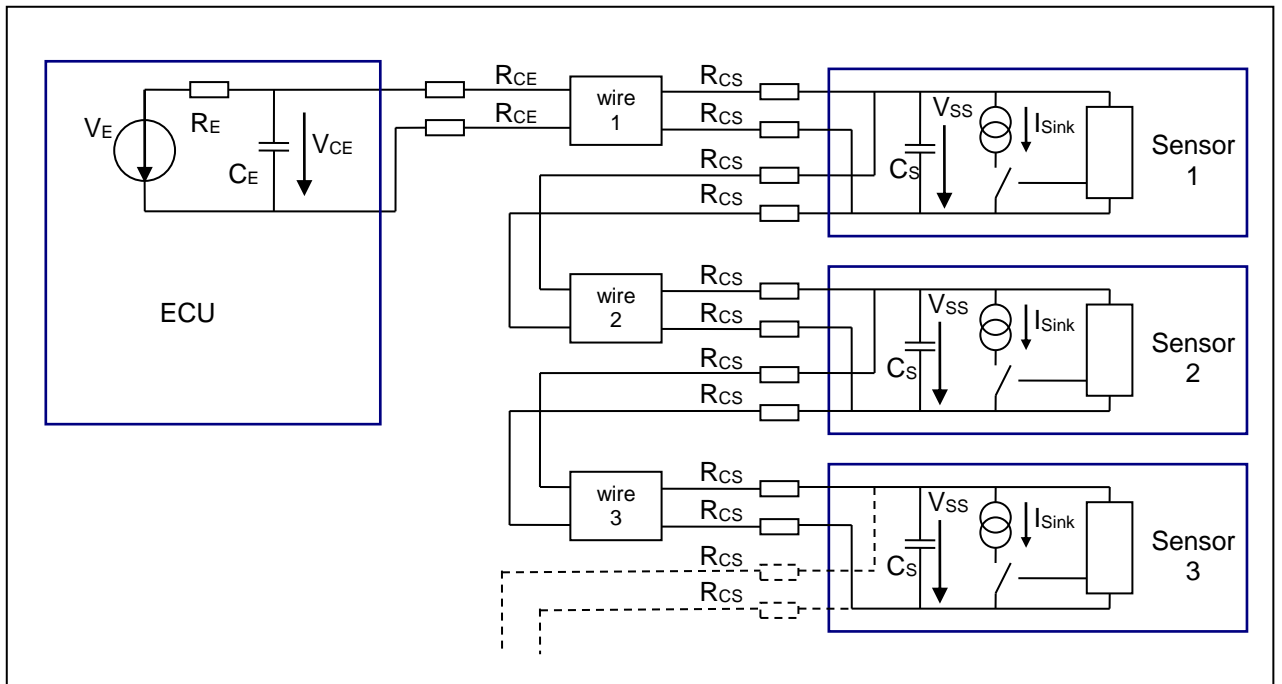 RCE
RCS
wire
1
RCE
RCS
VE
RE
CE
VCE
RCS
RCS
VSS
ISink
CS
Sensor
1
ECU
RCS
wire
2
RCS
RCS
RCS
VSS
ISink
CS
Sensor
2
RCS
wire
3
RCS
RCS
RCS
VSS
ISink
CS
Sensor
3